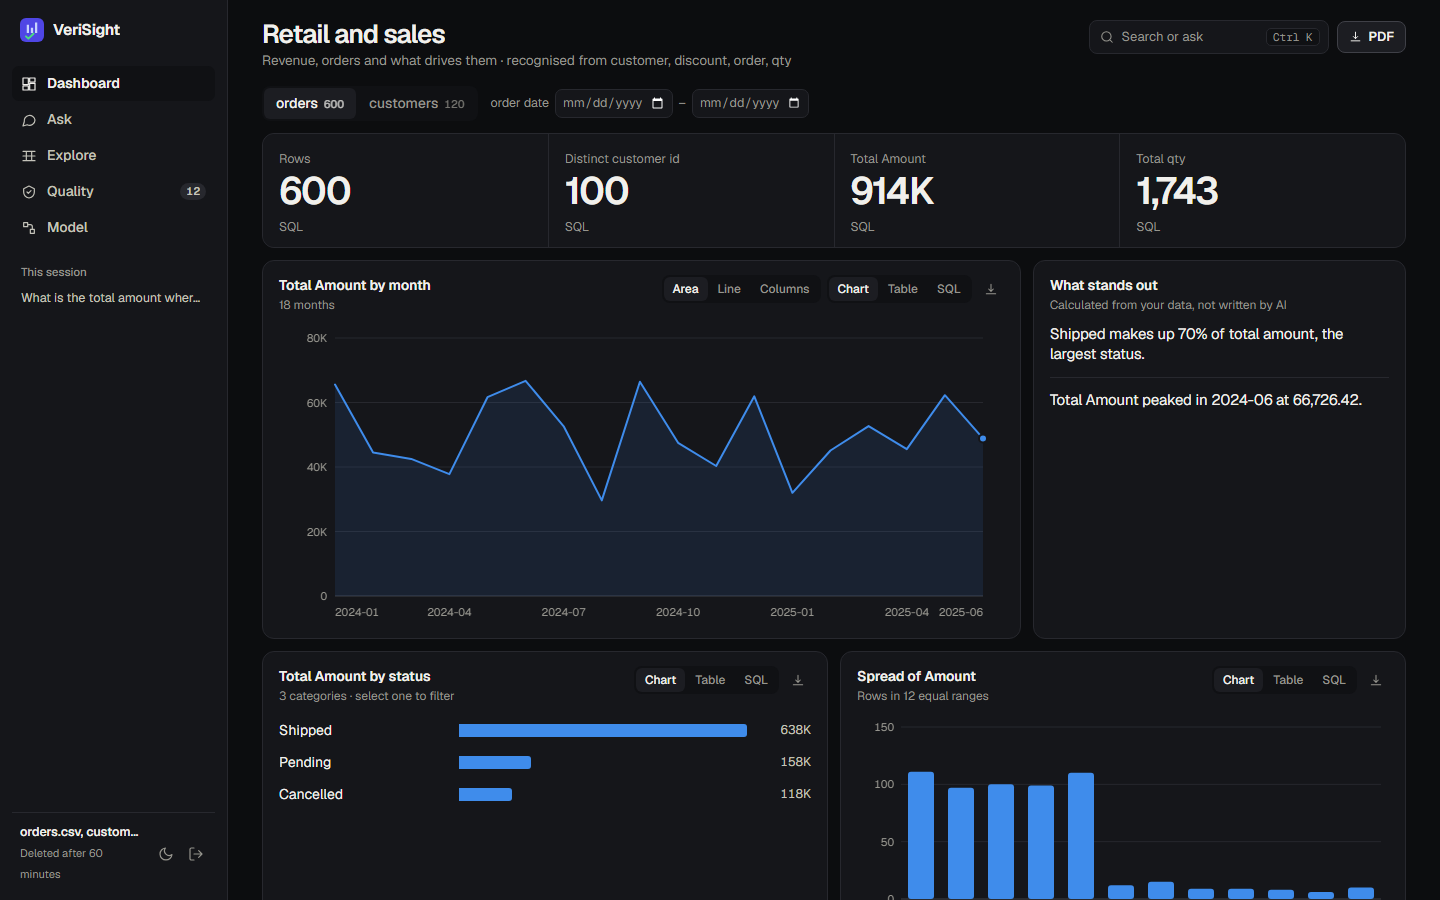 VeriSight
Dashboard
Ask
Explore
Quality 12
Model
This session
What is the total amount wher...
orders.csv, custom...
Deleted after 60
minutes
Retail and sales
Revenue, orders and what drives them · recognised from customer, discount, order, qty
Search or ask Ctrl K
PDF
orders 600 customers 120 order date mm/dd/yyyy – mm/dd/yyyy
Rows
600
SQL
Distinct customer id
100
SQL
Total Amount
914K
SQL
Total qty
1,743
SQL
Total Amount by month
18 months
Area Line Columns Chart Table SQL
80K
60K
40K
20K
0
2024-01 2024-04 2024-07 2024-10 2025-01 2025-04 2025-06
What stands out
Calculated from your data, not written by AI
Shipped makes up 70% of total amount, the
largest status.
Total Amount peaked in 2024-06 at 66,726.42.
Total Amount by status
3 categories · select one to filter
Chart Table SQL
Shipped 638K
Pending 158K
Cancelled 118K
Spread of Amount
Rows in 12 equal ranges
Chart Table SQL
150
100
50
0